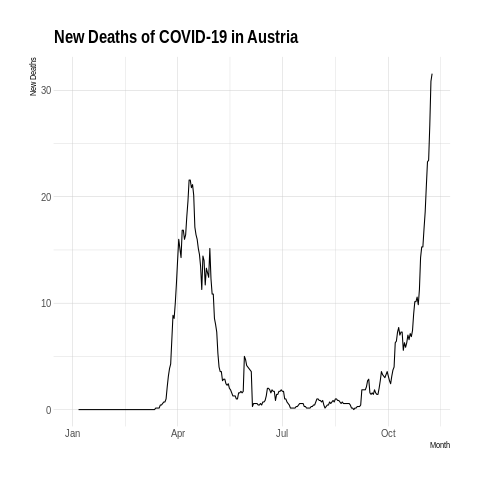 New Deaths of COVID-19 in Austria
New Deaths
30
20
10
0
Jan Apr Jul Oct
Month